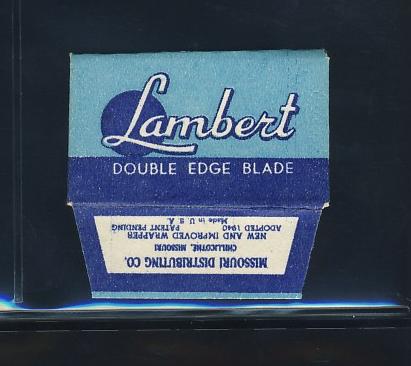 Lambert
DOUBLE EDGE BLADE
MISSOURI DISTRIBUTING CO.
CHILLICOTHE, MISSOURI
NEW AND IMPROVED WRAPPER
ADOPTED 1940 PATENT PENDING
Made in U. S. A.